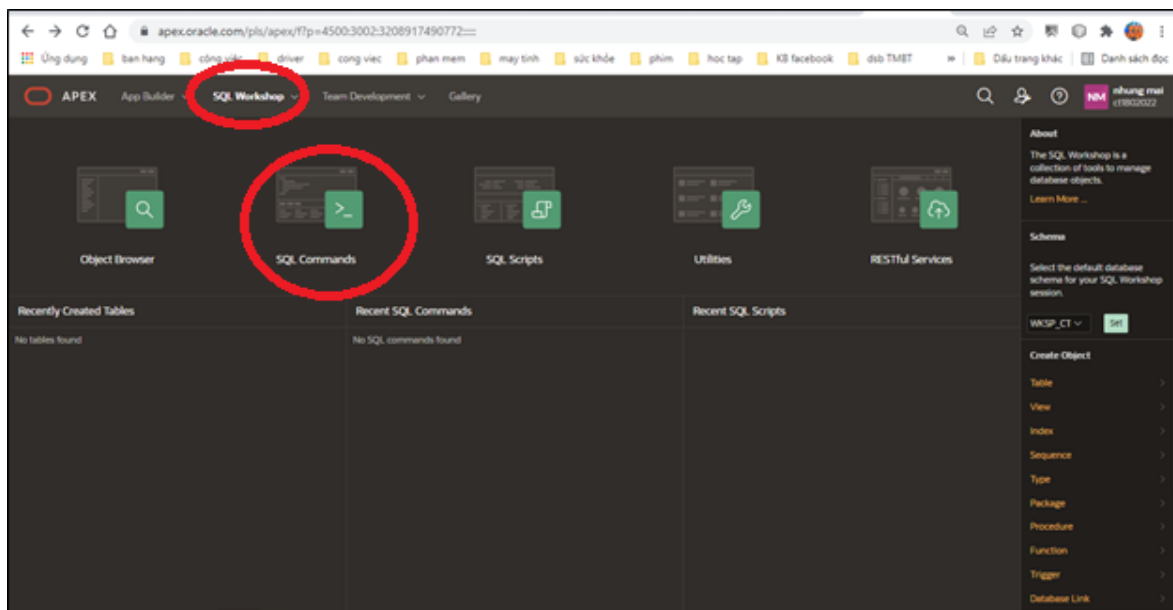 apex.oracle.com/pls/apex/f?p=4500:3002:3208917490772:::::
Ứng dụng ban hang công việc driver cong viec phan mem may tinh sức khỏe phim hoc tap KB facebook dsb TMĐT » Dấu trang khác Danh sách đọc
APEX App Builder SQL Workshop Team Development Gallery NM nhung mai
ct1802022
Object Browser SQL Commands SQL Scripts Utilities RESTful Services
Recently Created Tables Recent SQL Commands Recent SQL Scripts
No tables found No SQL commands found
About
The SQL Workshop is a
collection of tools to manage
database objects.
Learn More ...
Schema
Select the default database
schema for your SQL Workshop
session.
WKSP_CT Set
Create Object
Table
View
Index
Sequence
Type
Package
Procedure
Function
Trigger
Database Link